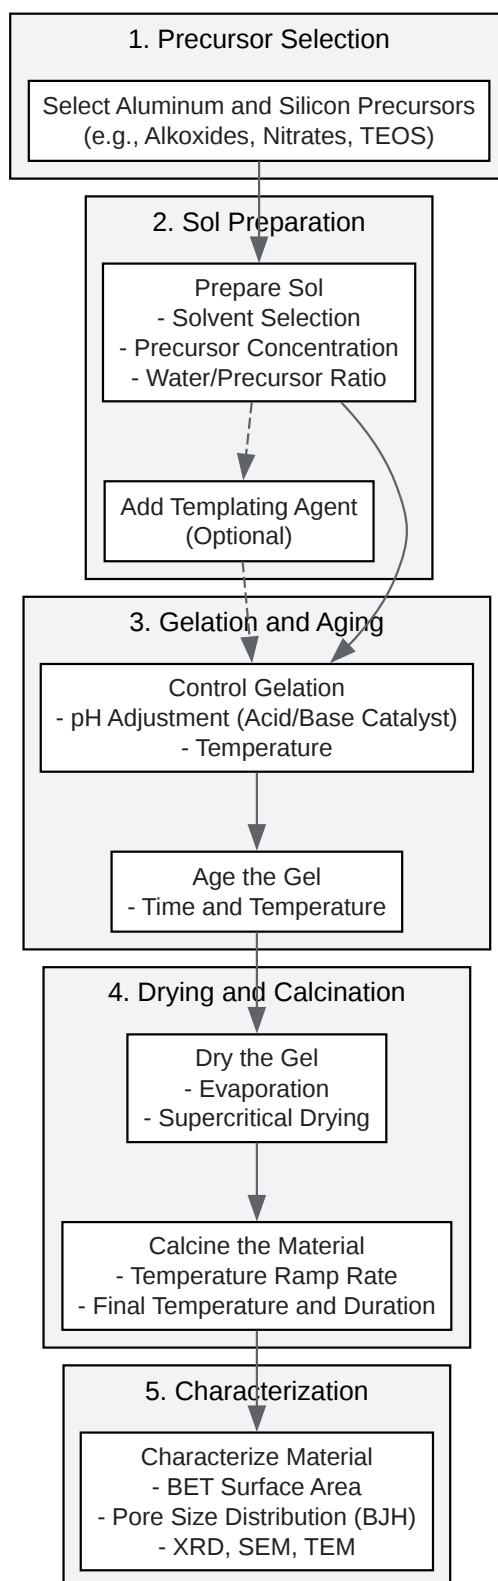 1. Precursor Selection
Select Aluminum and Silicon Precursors
(e.g., Alkoxides, Nitrates, TEOS)
2. Sol Preparation
Prepare Sol
- Solvent Selection
- Precursor Concentration
- Water/Precursor Ratio
Add Templating Agent
(Optional)
3. Gelation and Aging
Control Gelation
- pH Adjustment (Acid/Base Catalyst)
- Temperature
Age the Gel
- Time and Temperature
4. Drying and Calcination
Dry the Gel
- Evaporation
- Supercritical Drying
Calcine the Material
- Temperature Ramp Rate
- Final Temperature and Duration
5. Characterization
Characterize Material
- BET Surface Area
- Pore Size Distribution (BJH)
- XRD, SEM, TEM